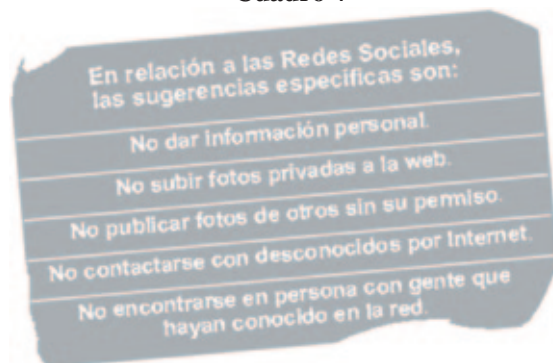 En relación a las Redes Sociales,
las sugerencias específicas son:
No dar información personal.
No subir fotos privadas a la web.
No publicar fotos de otros sin su permiso.
No contactarse con desconocidos por Internet.
No encontrarse en persona con gente que
hayan conocido en la red.